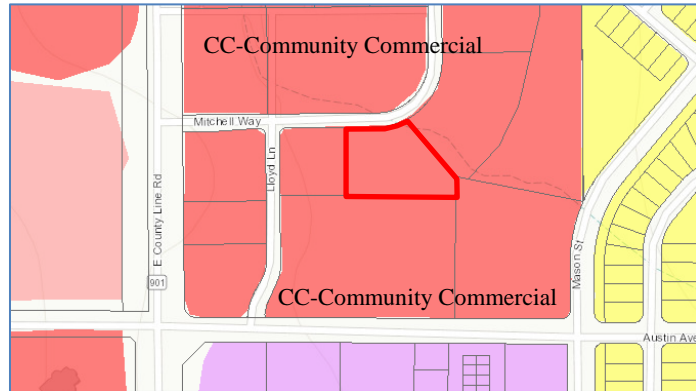 CC-Community Commercial
Mitchell Way
Lloyd Ln
E County Line Rd
901
Mason St
CC-Community Commercial
Austin Ave